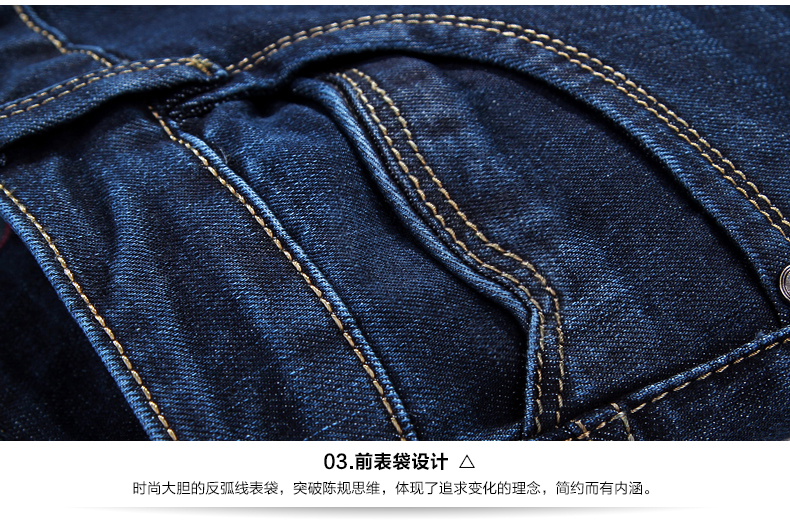 03.前表袋设计 △
时尚大胆的反弧线表袋，突破陈规思维，体现了追求变化的理念，简约而有内涵。